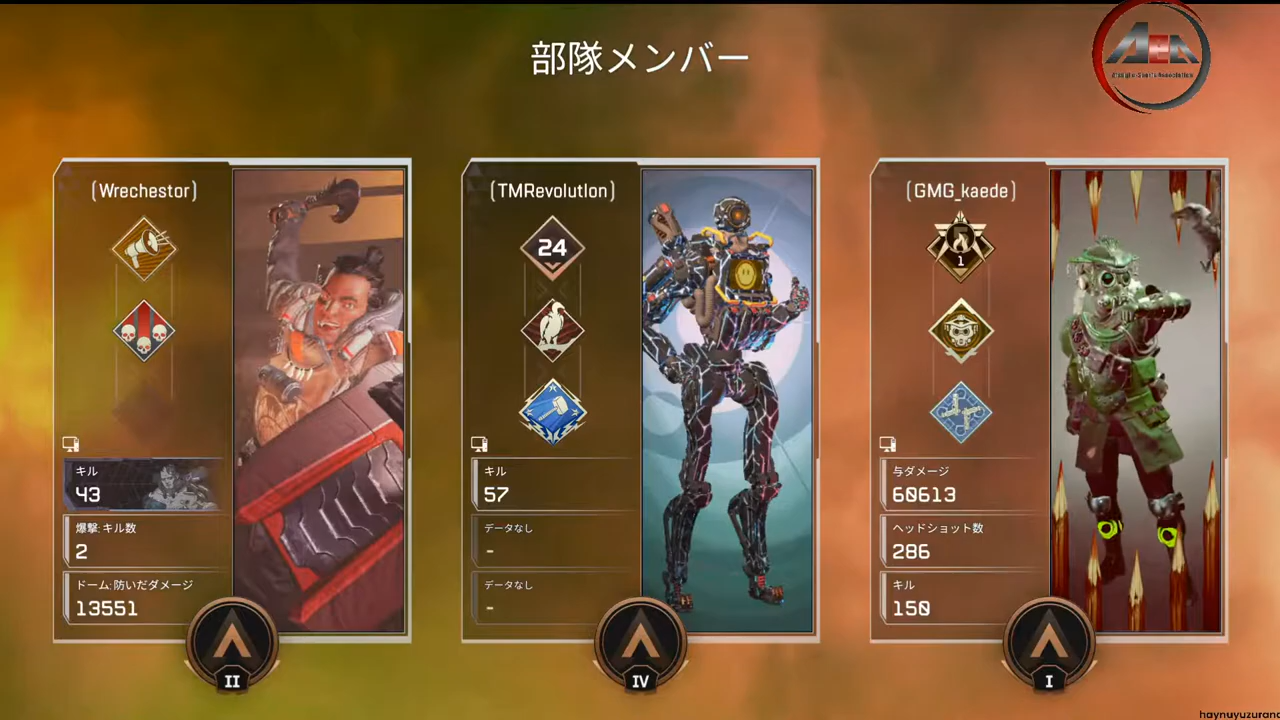 部隊メンバー
AEA
Wrechestor
キル
43
爆撃:キル数
2
ドーム:防いだダメージ
13551
II
TMRevolutIon
24
キル
57
データなし
-
データなし
-
IV
GMG_kaede
1
与ダメージ
60613
ヘッドショット数
286
キル
150
I
haynuyuzurano